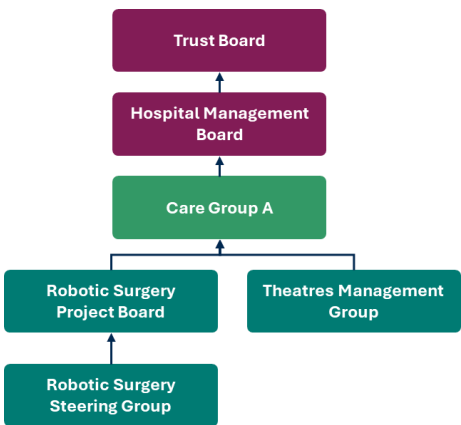 Trust Board
Hospital Management
Board
Care Group A
Robotic Surgery
Project Board
Theatres Management
Group
Robotic Surgery
Steering Group